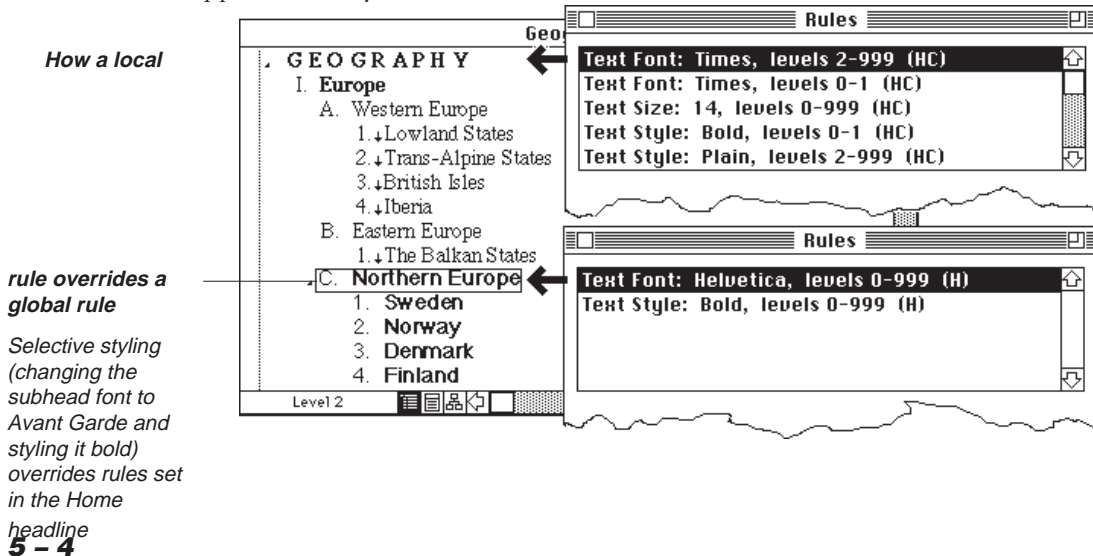 How a local
rule overrides a
global rule
Selective styling
(changing the
subhead font to
Avant Garde and
styling it bold)
overrides rules set
in the Home
headline
5 – 4
GEOGRAPHY
I. Europe
A. Western Europe
1.↓Lowland States
2.↓Trans-Alpine States
3.↓British Isles
4.↓Iberia
B. Eastern Europe
1.↓The Balkan States
C. Northern Europe
1. Sweden
2. Norway
3. Denmark
4. Finland
Level 2
Rules
Text Font: Times, levels 2-999 (HC)
Text Font: Times, levels 0-1 (HC)
Text Size: 14, levels 0-999 (HC)
Text Style: Bold, levels 0-1 (HC)
Text Style: Plain, levels 2-999 (HC)
Rules
Text Font: Helvetica, levels 0-999 (H)
Text Style: Bold, levels 0-999 (H)